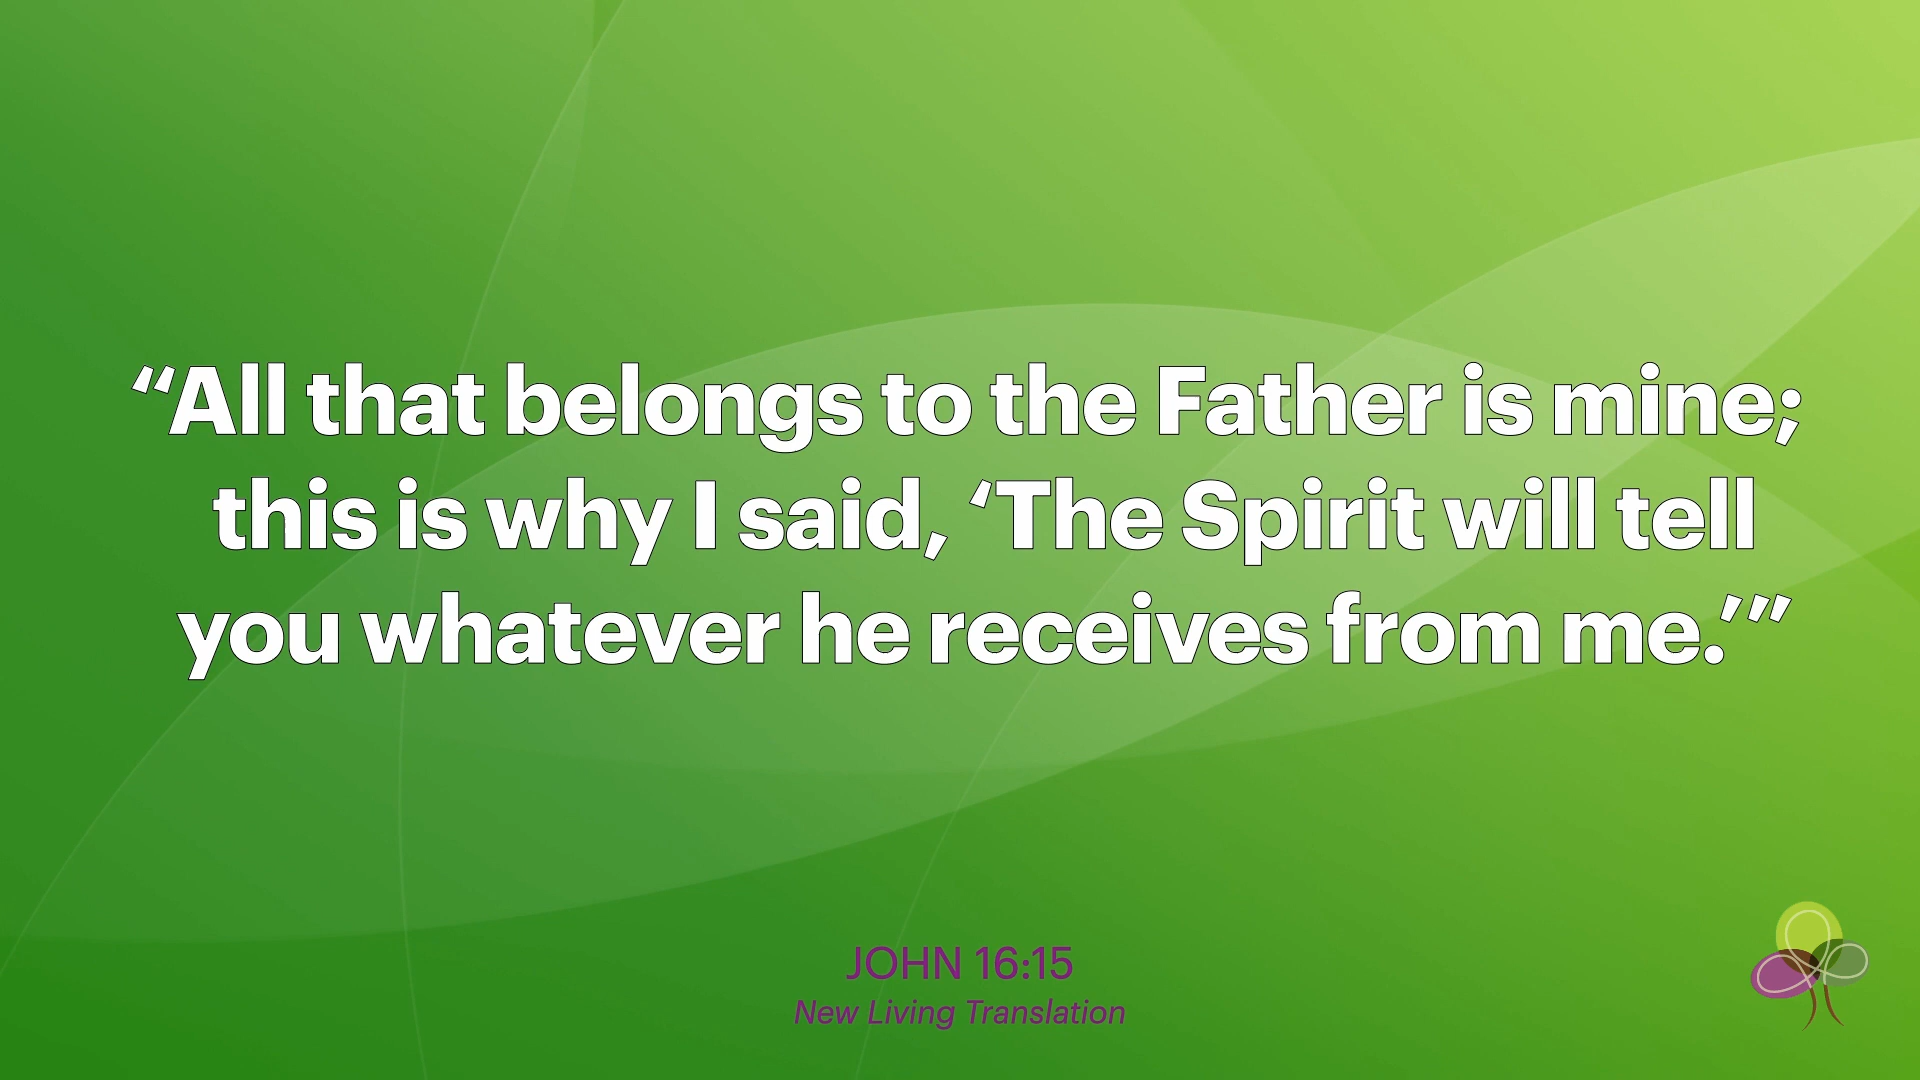 “All that belongs to the Father is mine;
this is why I said, ‘The Spirit will tell
you whatever he receives from me.’”
JOHN 16:15
New Living Translation